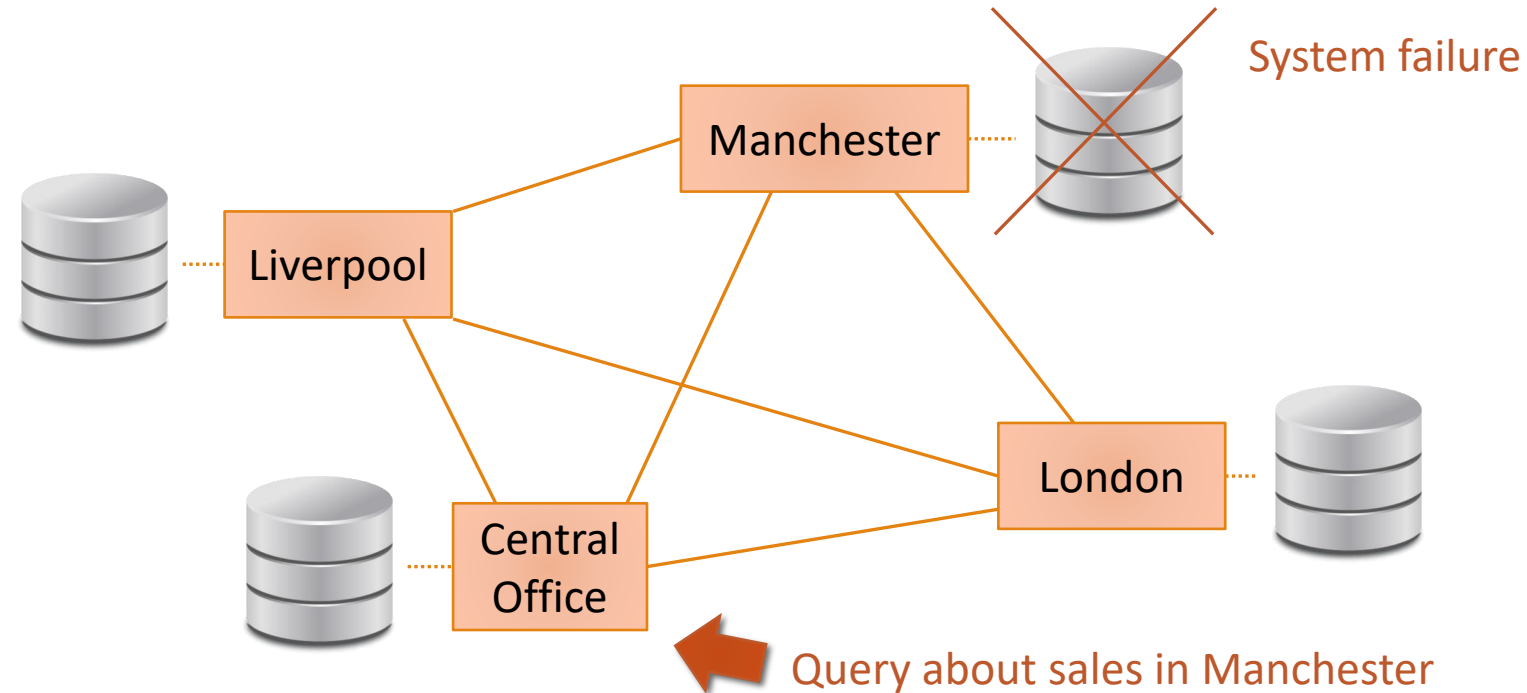 System failure
Manchester
Liverpool
London
Central
Office
Query about sales in Manchester